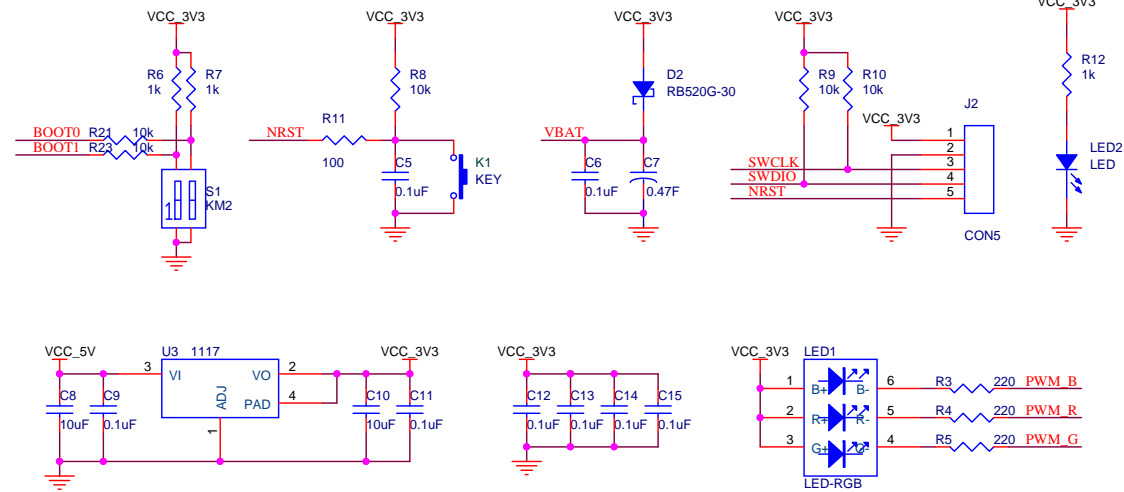 VCC_3V3
R6
1k
R7
1k
BOOT0
R21
10k
BOOT1
R23
10k
S1
KM2
1
VCC_3V3
R8
10k
NRST
R11
100
C5
0.1uF
K1
KEY
VCC_3V3
D2
RB520G-30
VBAT
C6
0.1uF
C7
0.47F
VCC_3V3
R9
10k
R10
10k
J2
VCC_3V3
1
2
SWCLK
3
SWDIO
4
NRST
5
CON5
VCC_3V3
R12
1k
LED2
LED
VCC_5V
U3 1117
VCC_3V3
3
VI
VO
2
PAD
4
ADJ
1
C8
10uF
C9
0.1uF
C10
10uF
C11
0.1uF
VCC_3V3
C12
0.1uF
C13
0.1uF
C14
0.1uF
C15
0.1uF
VCC_3V3
LED1
1
B+
B-
6
R3
220
PWM_B
2
R+
R-
5
R4
220
PWM_R
3
G+
G-
4
R5
220
PWM_G
LED-RGB